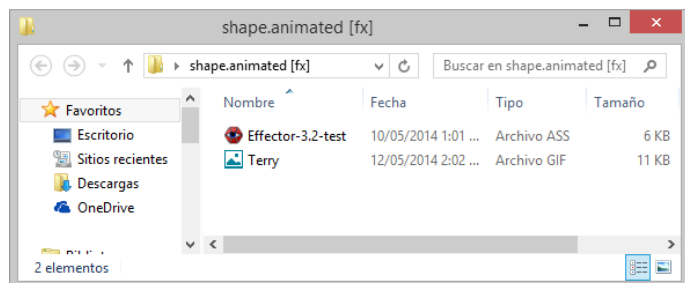 shape.animated [fx]
shape.animated [fx]
Buscar en shape.animated [fx]
Favoritos
Escritorio
Sitios recientes
Descargas
OneDrive
Nombre Fecha Tipo Tamaño
Effector-3.2-test 10/05/2014 1:01 ... Archivo ASS 6 KB
Terry 12/05/2014 2:02 ... Archivo GIF 11 KB
2 elementos